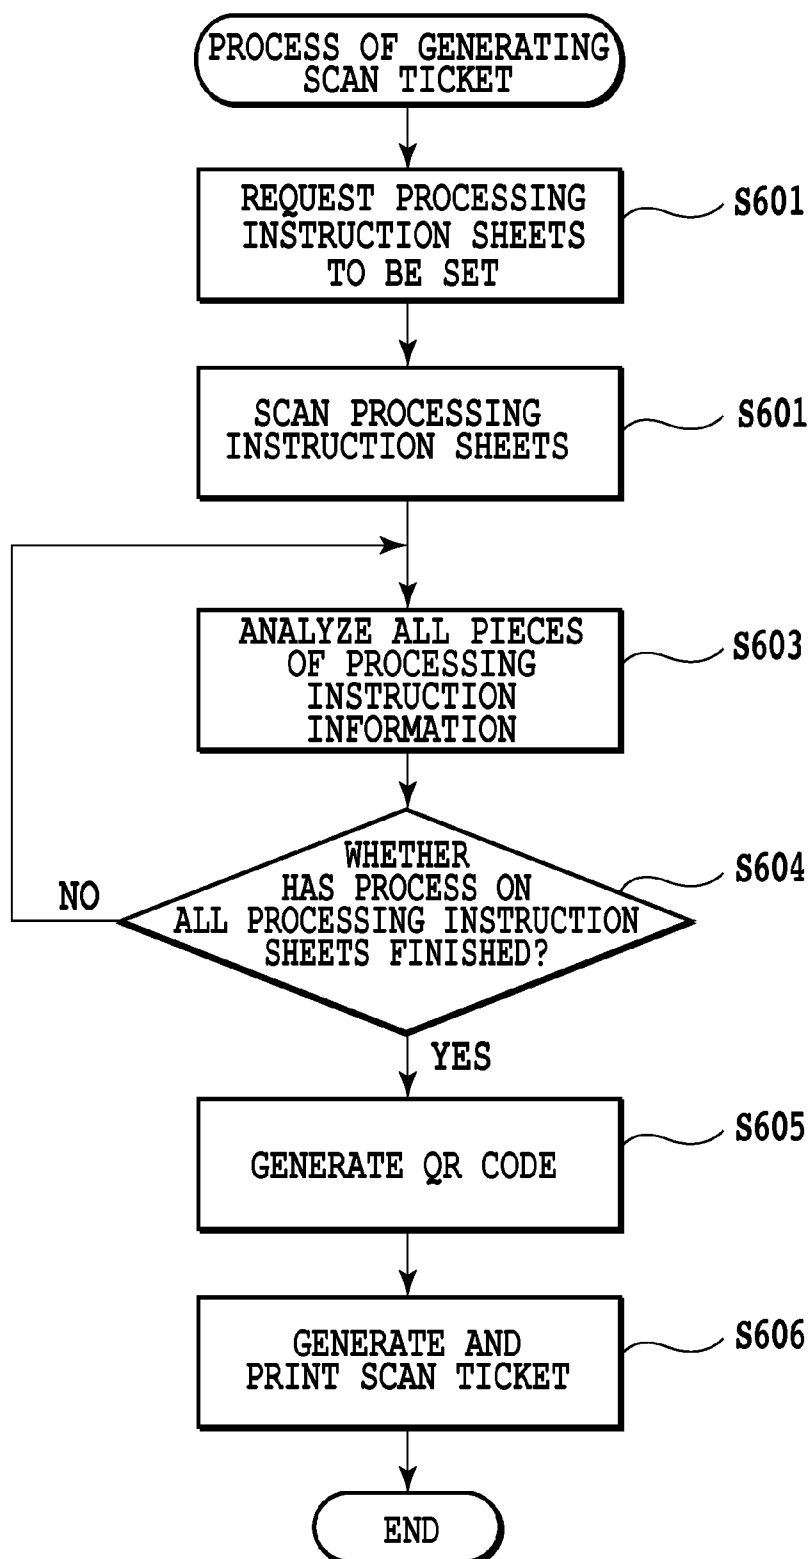 PROCESS OF GENERATING
SCAN TICKET
REQUEST PROCESSING
INSTRUCTION SHEETS
TO BE SET
S601
SCAN PROCESSING
INSTRUCTION SHEETS
S601
ANALYZE ALL PIECES
OF PROCESSING
INSTRUCTION
INFORMATION
S603
WHETHER
HAS PROCESS ON
ALL PROCESSING INSTRUCTION
SHEETS FINISHED?
S604
NO
YES
GENERATE QR CODE
S605
GENERATE AND
PRINT SCAN TICKET
S606
END